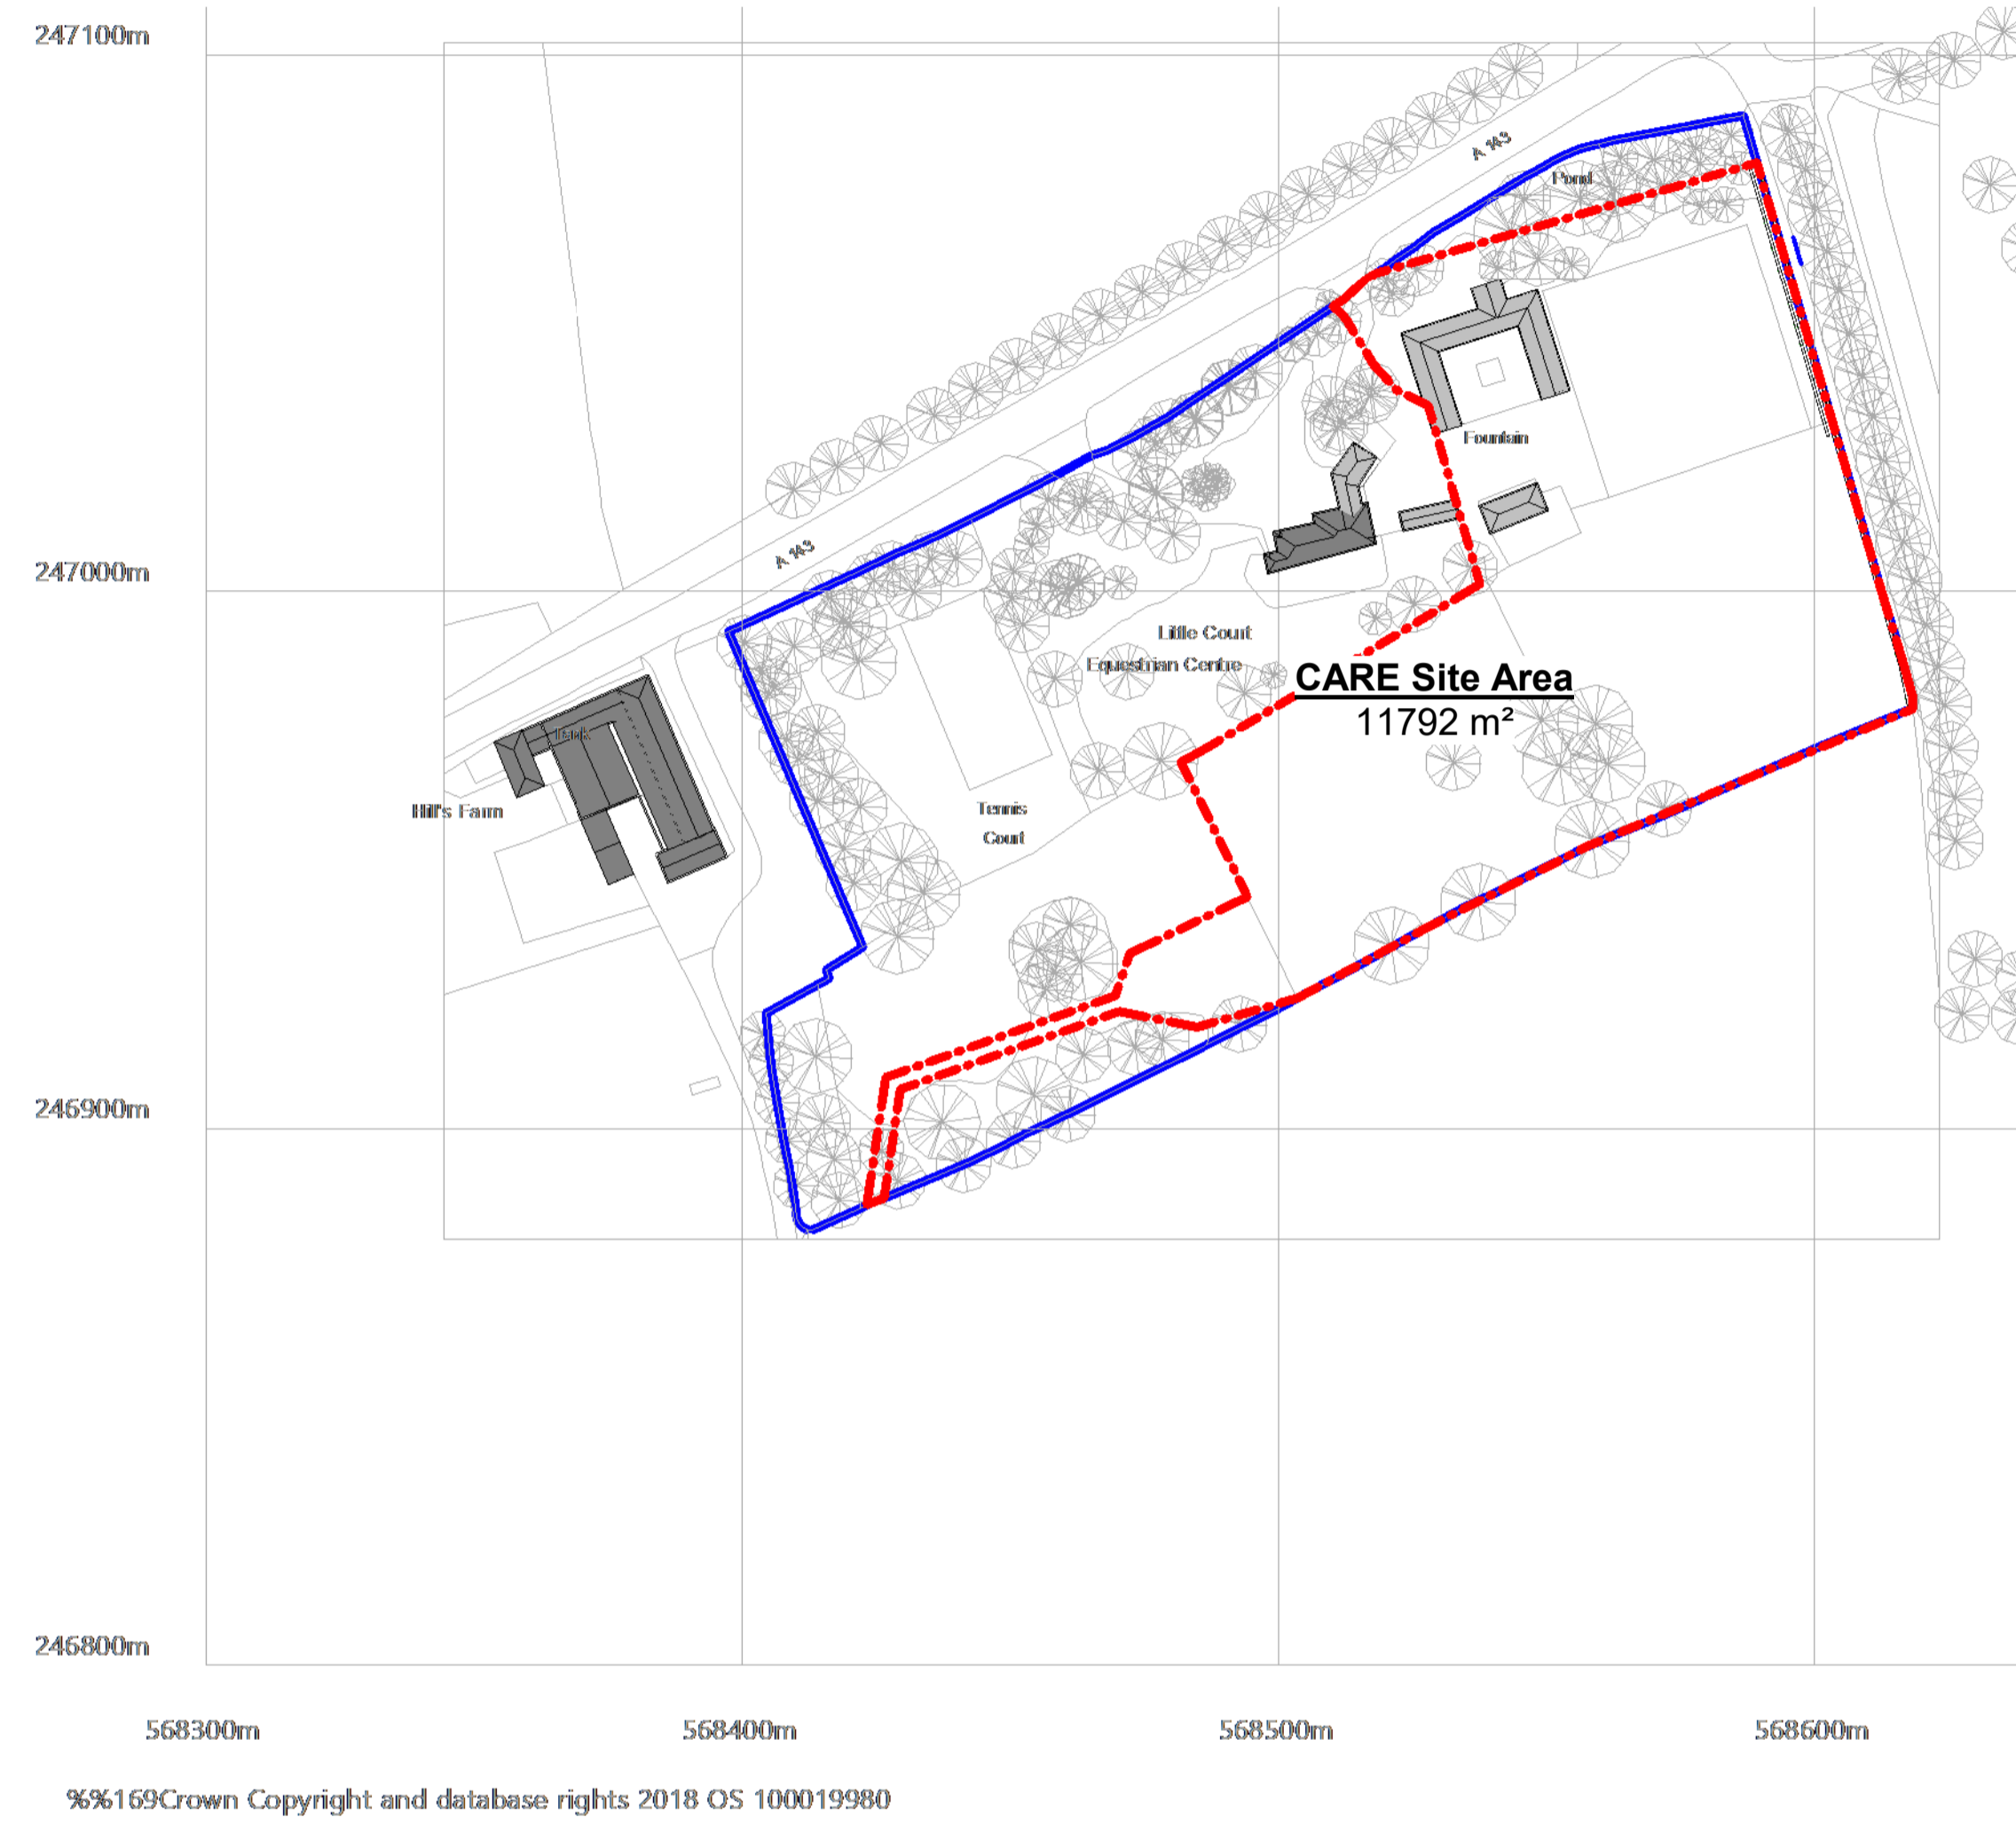 247100m
A 143
Pond
Fountain
247000m
A 143
Little Court
Equestrian Centre
CARE Site Area
11792 m²
Tank
Hill's Farm
Tennis
Court
246900m
246800m
568300m
568400m
568500m
568600m
%%169Crown Copyright and database rights 2018 OS 100019980